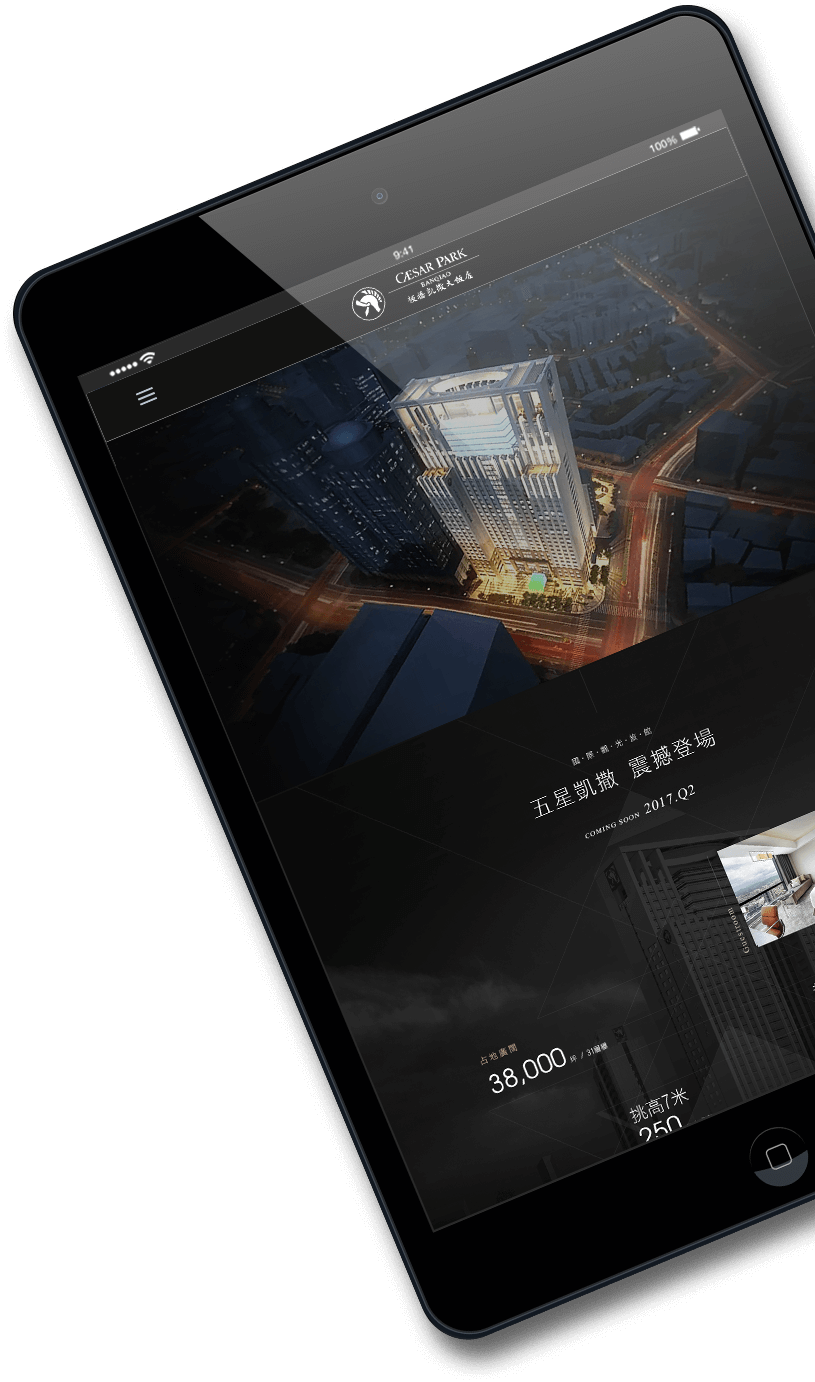 100%
9:41
CÆSAR PARK
BANQIAO
板橋凱撒大飯店
國‧際‧觀‧光‧旅‧館
五星凱撒 震撼登場
COMING SOON 2017.Q2
Guestroom
占地廣闊
38,000 坪 / 31層樓
挑高7米
250